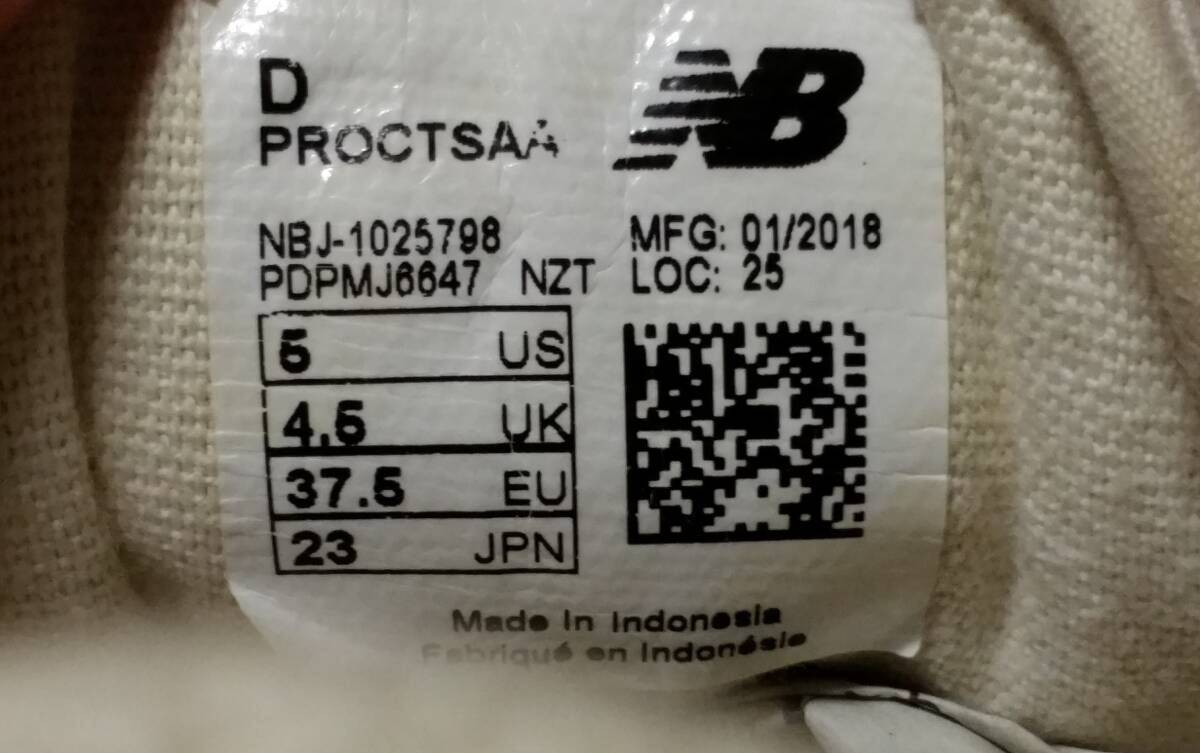 D
PROCTSAA
NB
NBJ-1025798
PDPMJ6647 NZT
MFG: 01/2018
LOC: 25
5 US
4.5 UK
37.5 EU
23 JPN
Made In Indonesia
Fabriqué en Indonésie